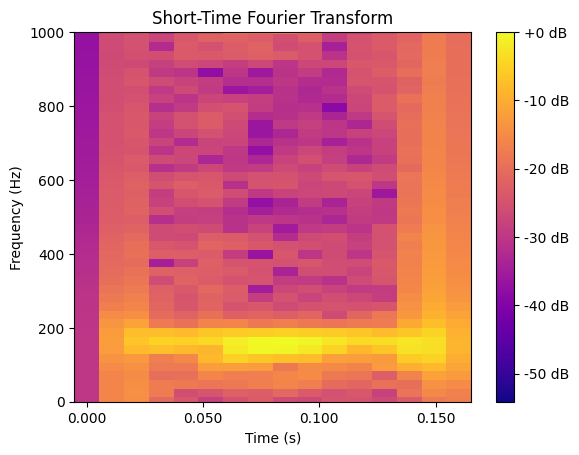 Short-Time Fourier Transform
1000
800
600
400
200
0
Frequency (Hz)
0.000
0.050
0.100
0.150
Time (s)
+0 dB
-10 dB
-20 dB
-30 dB
-40 dB
-50 dB